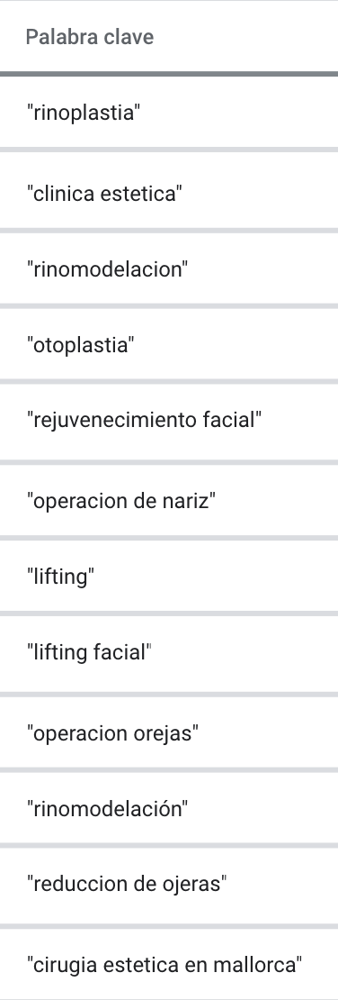 Palabra clave
"rinoplastia"
"clinica estetica"
"rinomodelacion"
"otoplastia"
"rejuvenecimiento facial"
"operacion de nariz"
"lifting"
"lifting facial"
"operacion orejas"
"rinomodelación"
"reduccion de ojeras"
"cirugia estetica en mallorca"